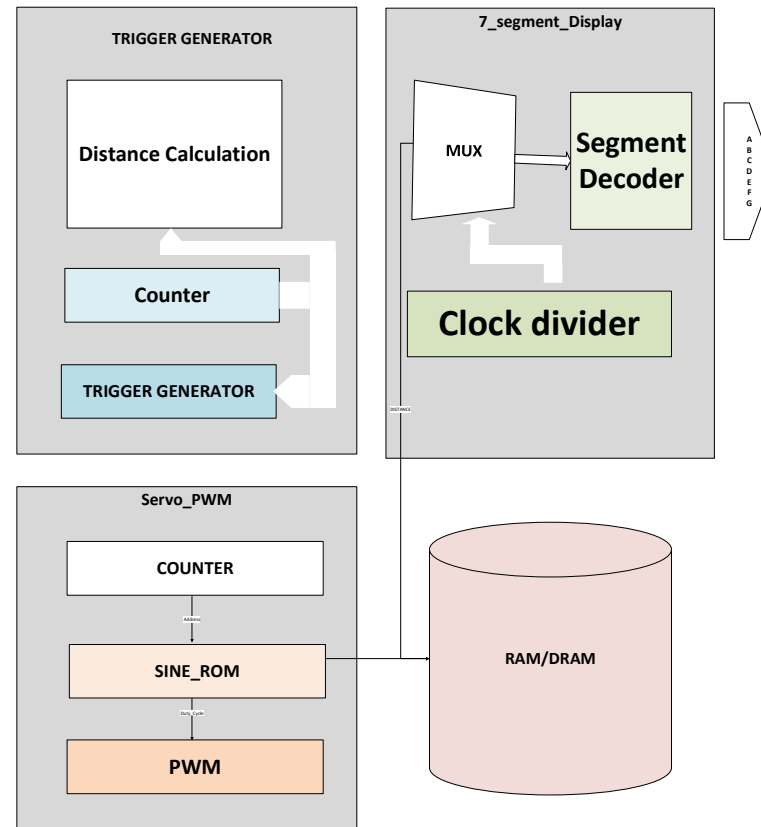 TRIGGER GENERATOR
Distance Calculation
Counter
TRIGGER GENERATOR
7_segment_Display
MUX
Segment
Decoder
A
B
C
D
E
F
G
Clock divider
DISTANCE
Servo_PWM
COUNTER
Address
SINE_ROM
Duty_Cycle
PWM
RAM/DRAM